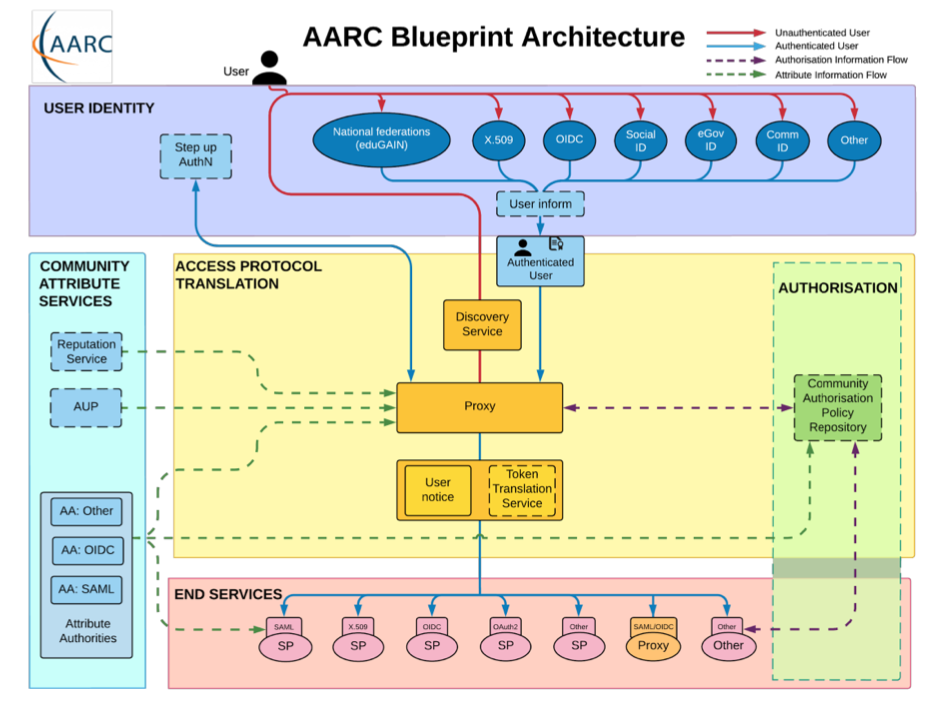 AARC
AARC Blueprint Architecture
Unauthenticated User
Authenticated User
Authorisation Information Flow
Attribute Information Flow
User
USER IDENTITY
Step up
AuthN
National federations
(eduGAIN)
X.509
OIDC
Social
ID
eGov
ID
Comm
ID
Other
User inform
Authenticated
User
COMMUNITY
ATTRIBUTE
SERVICES
ACCESS PROTOCOL
TRANSLATION
AUTHORISATION
Discovery
Service
Reputation
Service
AUP
Proxy
Community
Authorisation
Policy
Repository
User
notice
Token
Translation
Service
AA: Other
AA: OIDC
AA: SAML
Attribute
Authorities
END SERVICES
SAML
SP
X.509
SP
OIDC
SP
OAuth2
SP
Other
SP
SAML/OIDC
Proxy
Other
Other